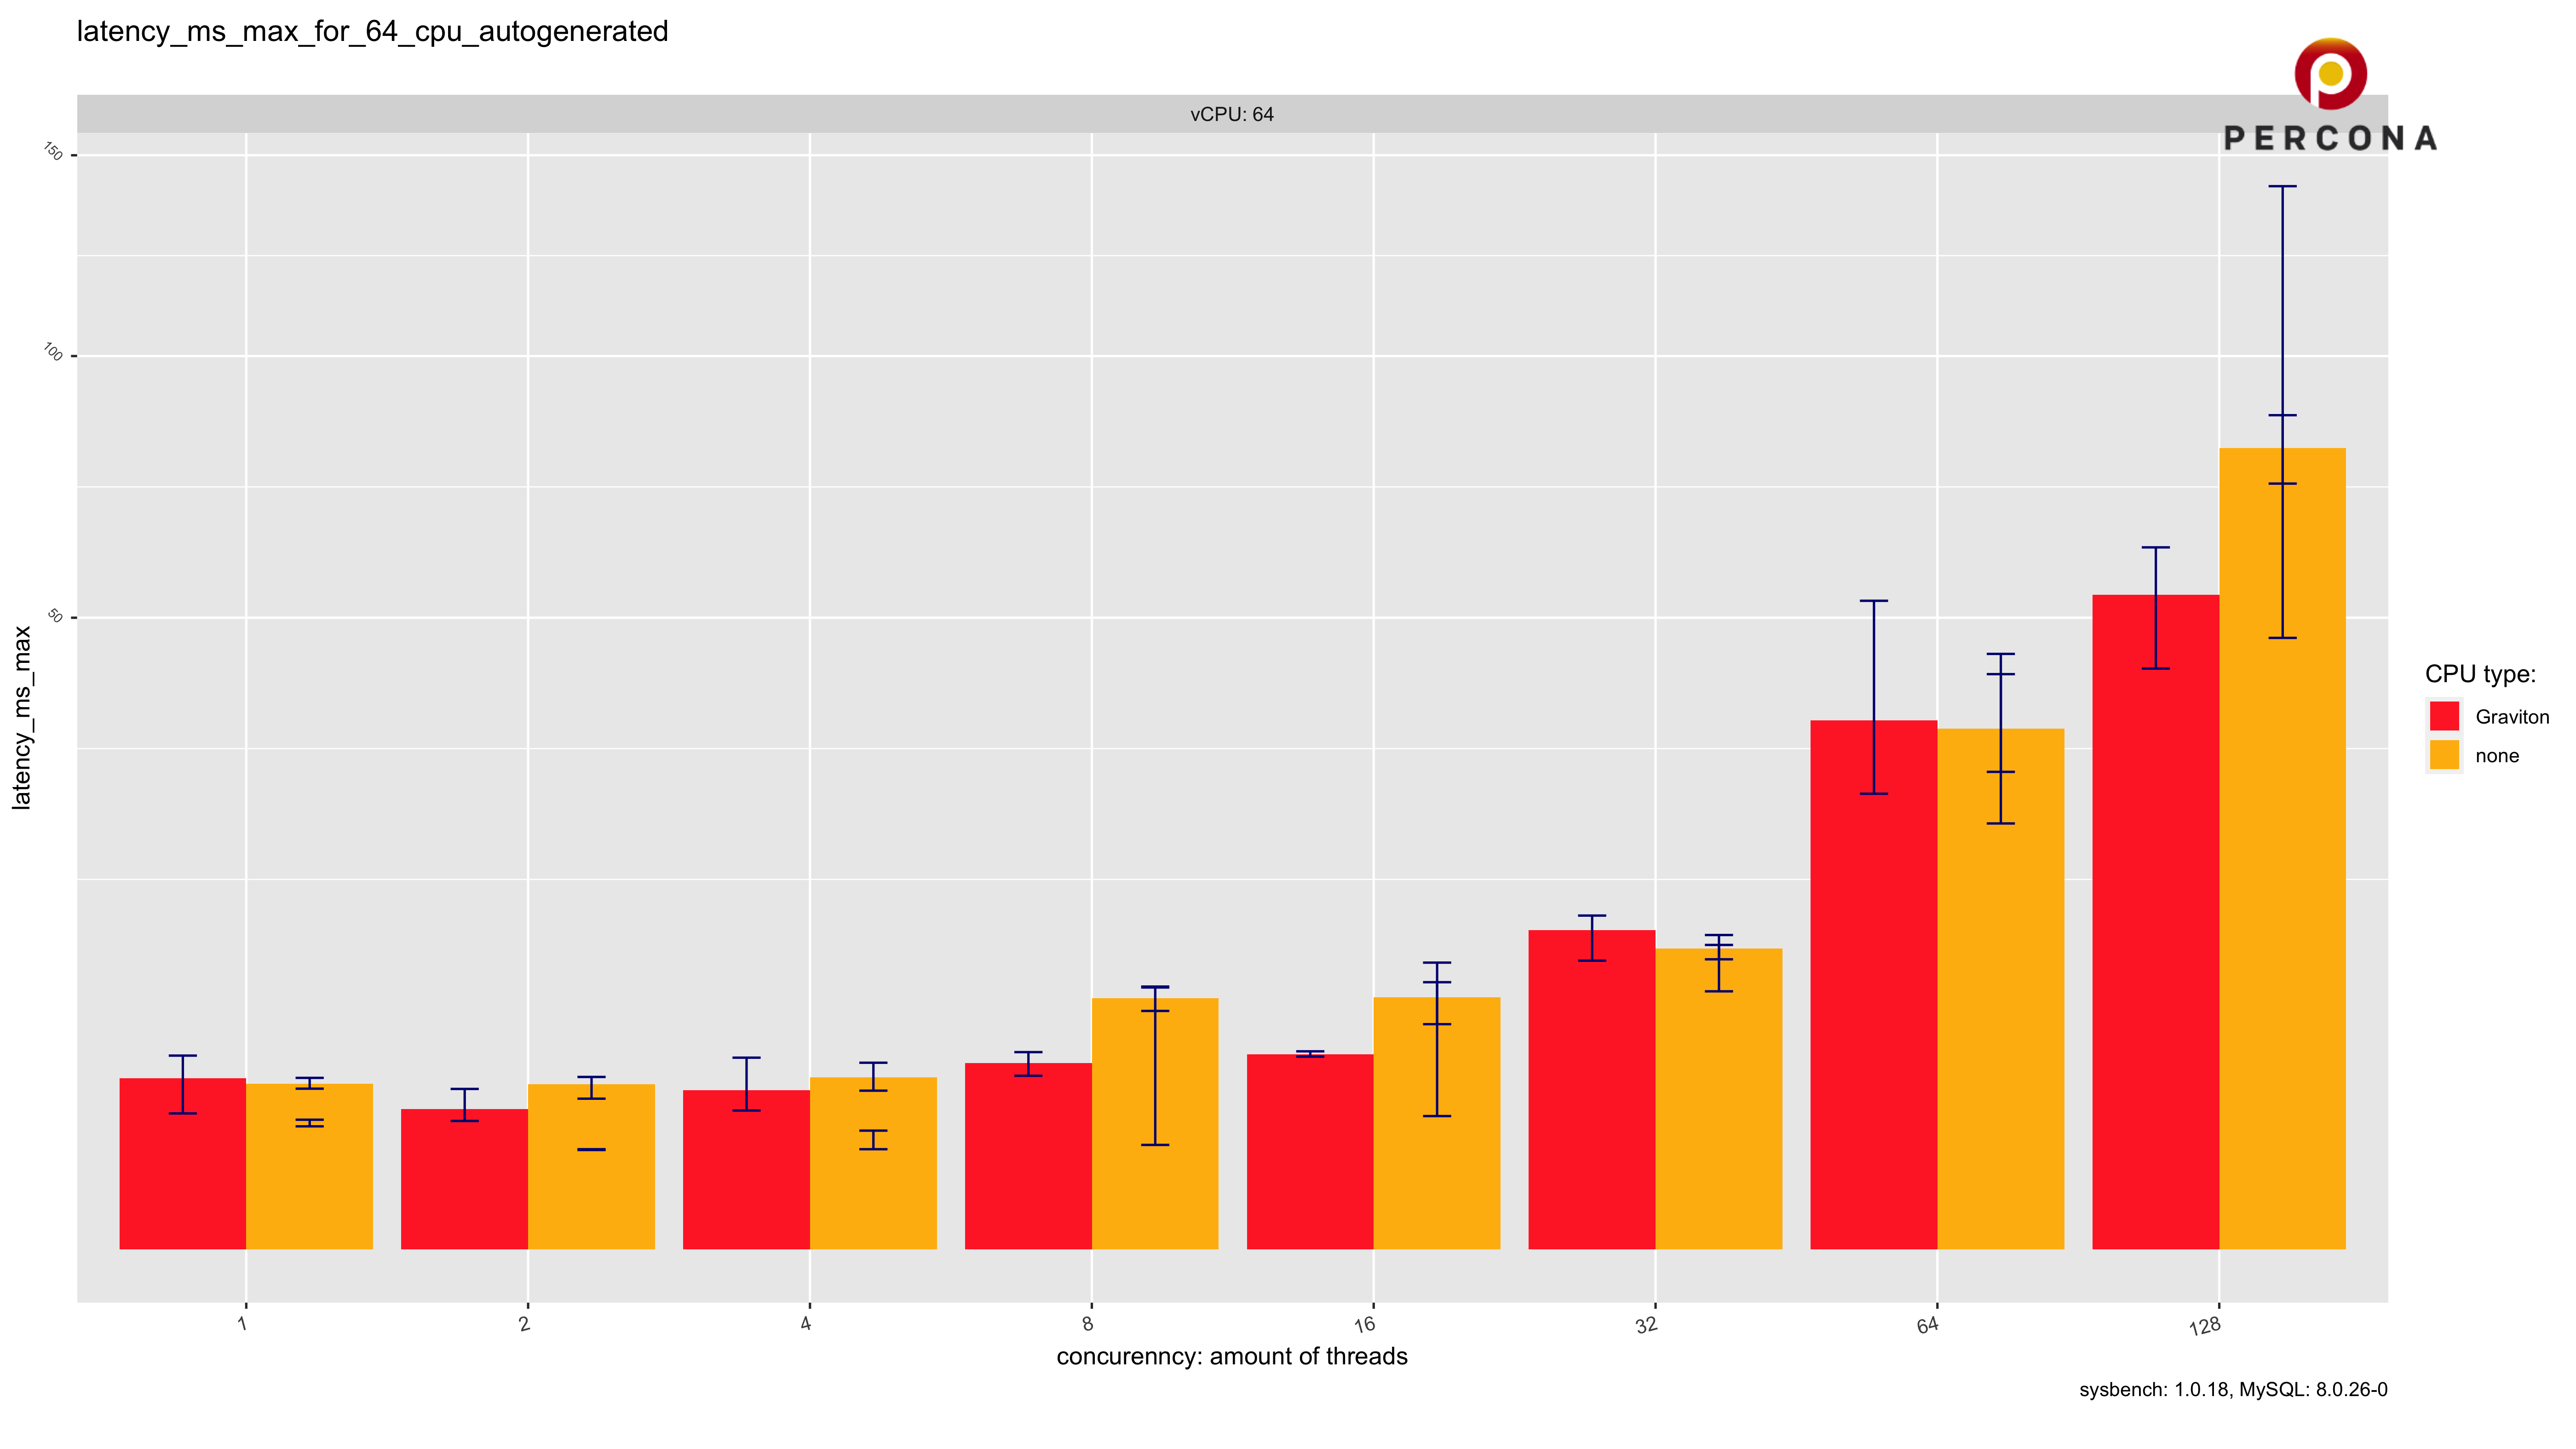 latency_ms_max_for_64_cpu_autogenerated
PERCONA
vCPU: 64
150
100
50
latency_ms_max
CPU type:
Graviton
none
1 2 4 8 16 32 64 128
concurenncy: amount of threads
sysbench: 1.0.18, MySQL: 8.0.26-0